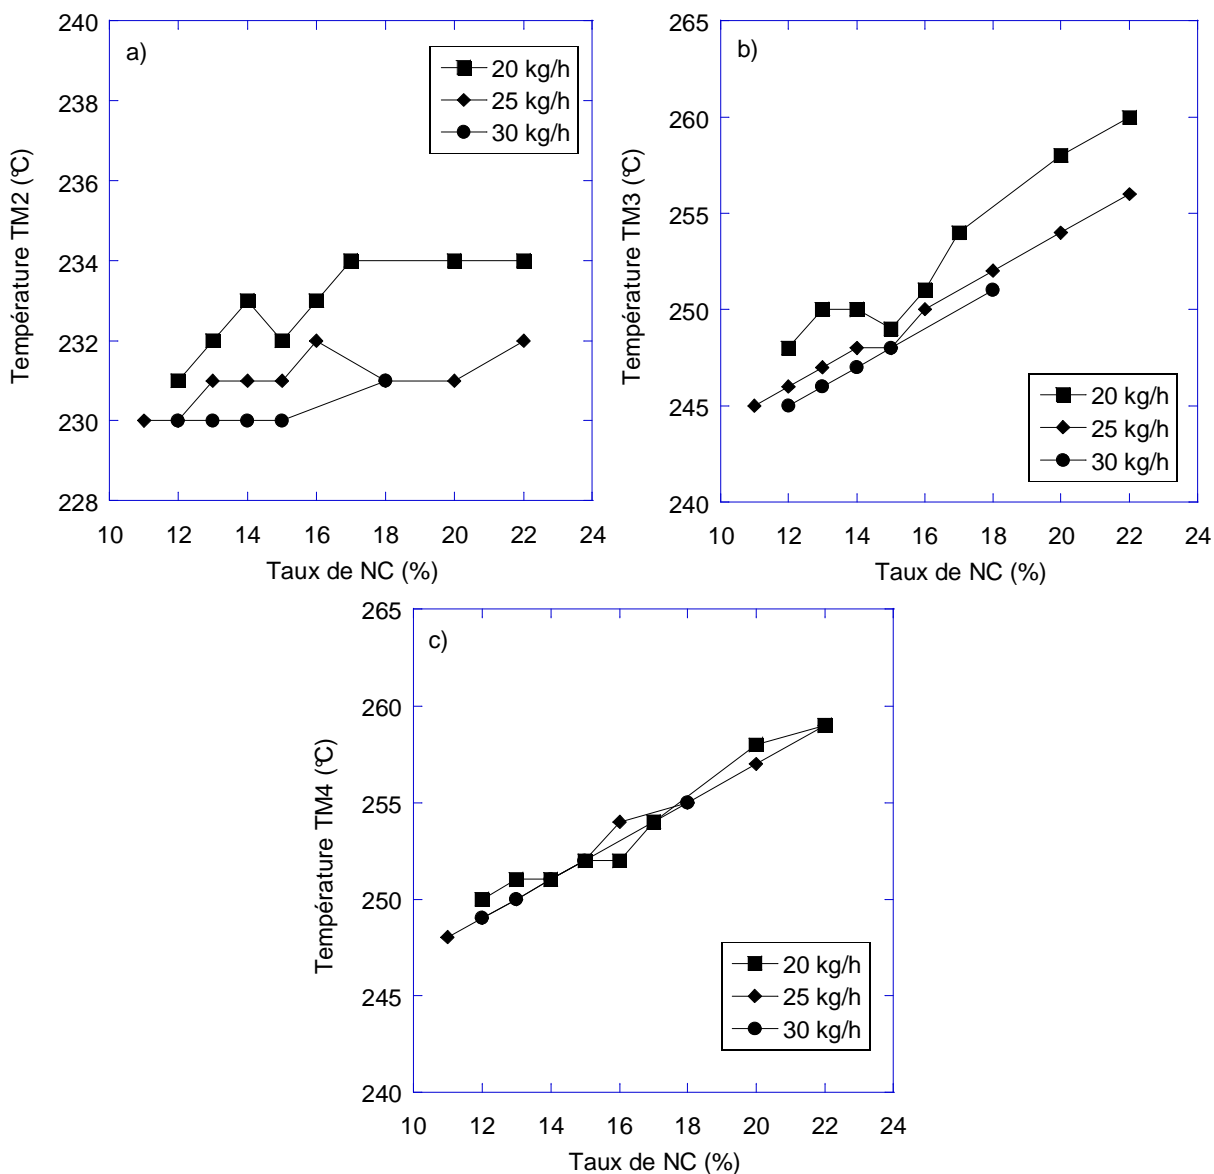 a)
Température TM2 (°C)
240
238
236
234
232
230
228
20 kg/h
25 kg/h
30 kg/h
10 12 14 16 18 20 22 24
Taux de NC (%)
b)
Température TM3 (°C)
265
260
255
250
245
240
20 kg/h
25 kg/h
30 kg/h
10 12 14 16 18 20 22 24
Taux de NC (%)
c)
Température TM4 (°C)
265
260
255
250
245
240
20 kg/h
25 kg/h
30 kg/h
10 12 14 16 18 20 22 24
Taux de NC (%)